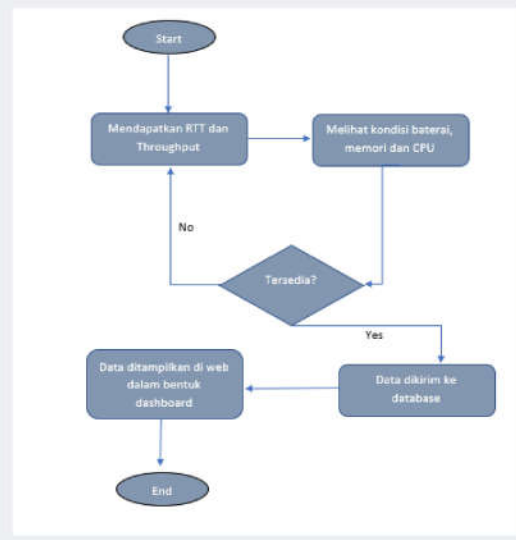 Start
Mendapatkan RTT dan
Throughput
Melihat kondisi baterai,
memori dan CPU
No
Tersedia?
Yes
Data ditamplikan di web
dalam bentuk
dashboard
Data dikirim ke
database
End